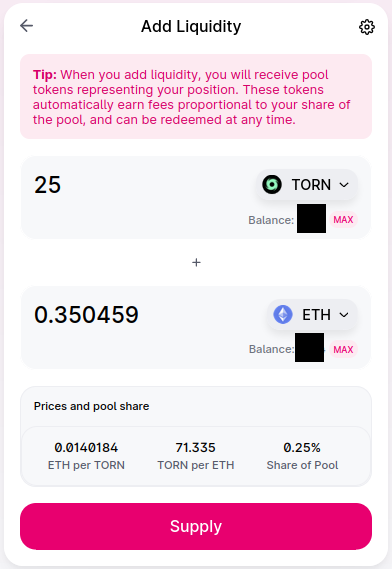 Add Liquidity
Tip: When you add liquidity, you will receive pool
tokens representing your position. These tokens
automatically earn fees proportional to your share of
the pool, and can be redeemed at any time.
25
TORN
Balance:
MAX
+
0.350459
ETH
Balance:
MAX
Prices and pool share
0.0140184 71.335 0.25%
ETH per TORN TORN per ETH Share of Pool
Supply